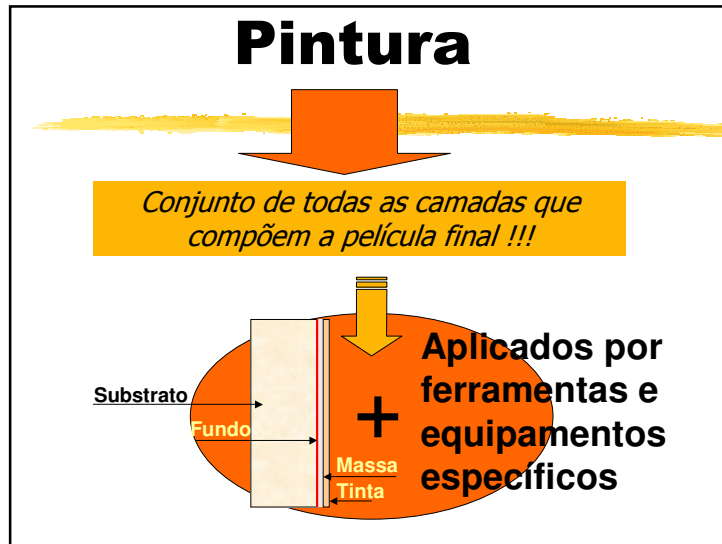 Pintura
Conjunto de todas as camadas que
compõem a película final !!!
Substrato
Fundo
Massa
Tinta
+
Aplicados por
ferramentas e
equipamentos
específicos